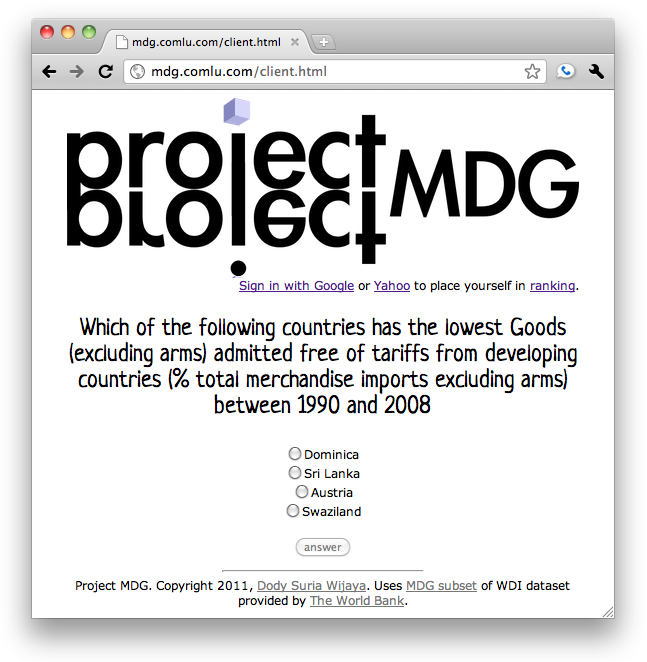 mdg.comlu.com/client.html
mdg.comlu.com/client.html
project MDG
project
Sign in with Google or Yahoo to place yourself in ranking.
Which of the following countries has the lowest Goods
(excluding arms) admitted free of tariffs from developing
countries (% total merchandise imports excluding arms)
between 1990 and 2008
Dominica
Sri Lanka
Austria
Swaziland
answer
Project MDG. Copyright 2011, Dody Suria Wijaya. Uses MDG subset of WDI dataset
provided by The World Bank.